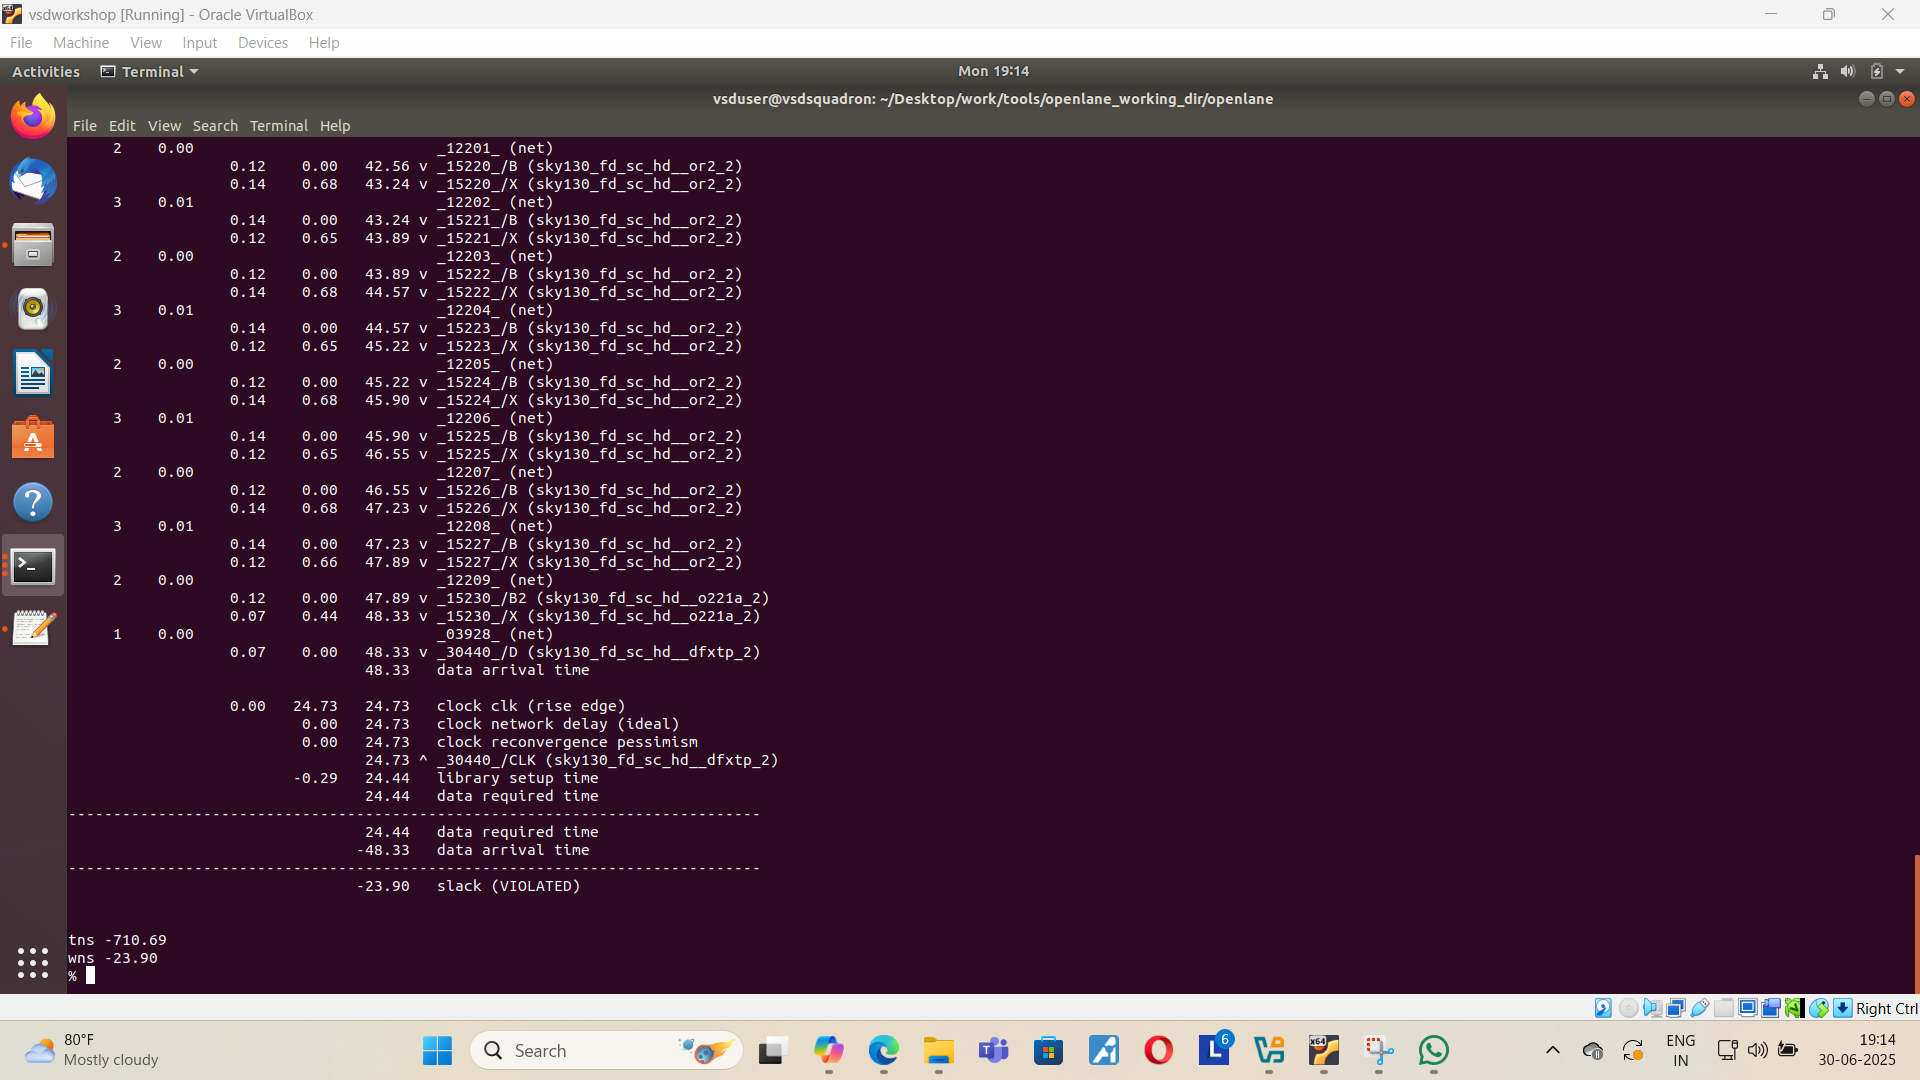 vsdworkshop [Running] - Oracle VirtualBox
File Machine View Input Devices Help
Activities Terminal Mon 19:14
vsduser@vsdsquadron: ~/Desktop/work/tools/openlane_working_dir/openlane
File Edit View Search Terminal Help
2 0.00 _12201_ (net)
0.12 0.00 42.56 v _15220_/B (sky130_fd_sc_hd__or2_2)
0.14 0.68 43.24 v _15220_/X (sky130_fd_sc_hd__or2_2)
3 0.01 _12202_ (net)
0.14 0.00 43.24 v _15221_/B (sky130_fd_sc_hd__or2_2)
0.12 0.65 43.89 v _15221_/X (sky130_fd_sc_hd__or2_2)
2 0.00 _12203_ (net)
0.12 0.00 43.89 v _15222_/B (sky130_fd_sc_hd__or2_2)
0.14 0.68 44.57 v _15222_/X (sky130_fd_sc_hd__or2_2)
3 0.01 _12204_ (net)
0.14 0.00 44.57 v _15223_/B (sky130_fd_sc_hd__or2_2)
0.12 0.65 45.22 v _15223_/X (sky130_fd_sc_hd__or2_2)
2 0.00 _12205_ (net)
0.12 0.00 45.22 v _15224_/B (sky130_fd_sc_hd__or2_2)
0.14 0.68 45.90 v _15224_/X (sky130_fd_sc_hd__or2_2)
3 0.01 _12206_ (net)
0.14 0.00 45.90 v _15225_/B (sky130_fd_sc_hd__or2_2)
0.12 0.65 46.55 v _15225_/X (sky130_fd_sc_hd__or2_2)
2 0.00 _12207_ (net)
0.12 0.00 46.55 v _15226_/B (sky130_fd_sc_hd__or2_2)
0.14 0.68 47.23 v _15226_/X (sky130_fd_sc_hd__or2_2)
3 0.01 _12208_ (net)
0.14 0.00 47.23 v _15227_/B (sky130_fd_sc_hd__or2_2)
0.12 0.66 47.89 v _15227_/X (sky130_fd_sc_hd__or2_2)
2 0.00 _12209_ (net)
0.12 0.00 47.89 v _15230_/B2 (sky130_fd_sc_hd__o221a_2)
0.07 0.44 48.33 v _15230_/X (sky130_fd_sc_hd__o221a_2)
1 0.00 _03928_ (net)
0.07 0.00 48.33 v _30440_/D (sky130_fd_sc_hd__dfxtp_2)
48.33 data arrival time
0.00 24.73 24.73 clock clk (rise edge)
0.00 24.73 clock network delay (ideal)
0.00 24.73 clock reconvergence pessimism
24.73 ^ _30440_/CLK (sky130_fd_sc_hd__dfxtp_2)
-0.29 24.44 library setup time
24.44 data required time
-----------------------------------------------------------------------------
24.44 data required time
-48.33 data arrival time
-----------------------------------------------------------------------------
-23.90 slack (VIOLATED)
tns -710.69
wns -23.90
%
Right Ctrl
80°F
Mostly cloudy
Search
6
x64
ENG
IN
19:14
30-06-2025